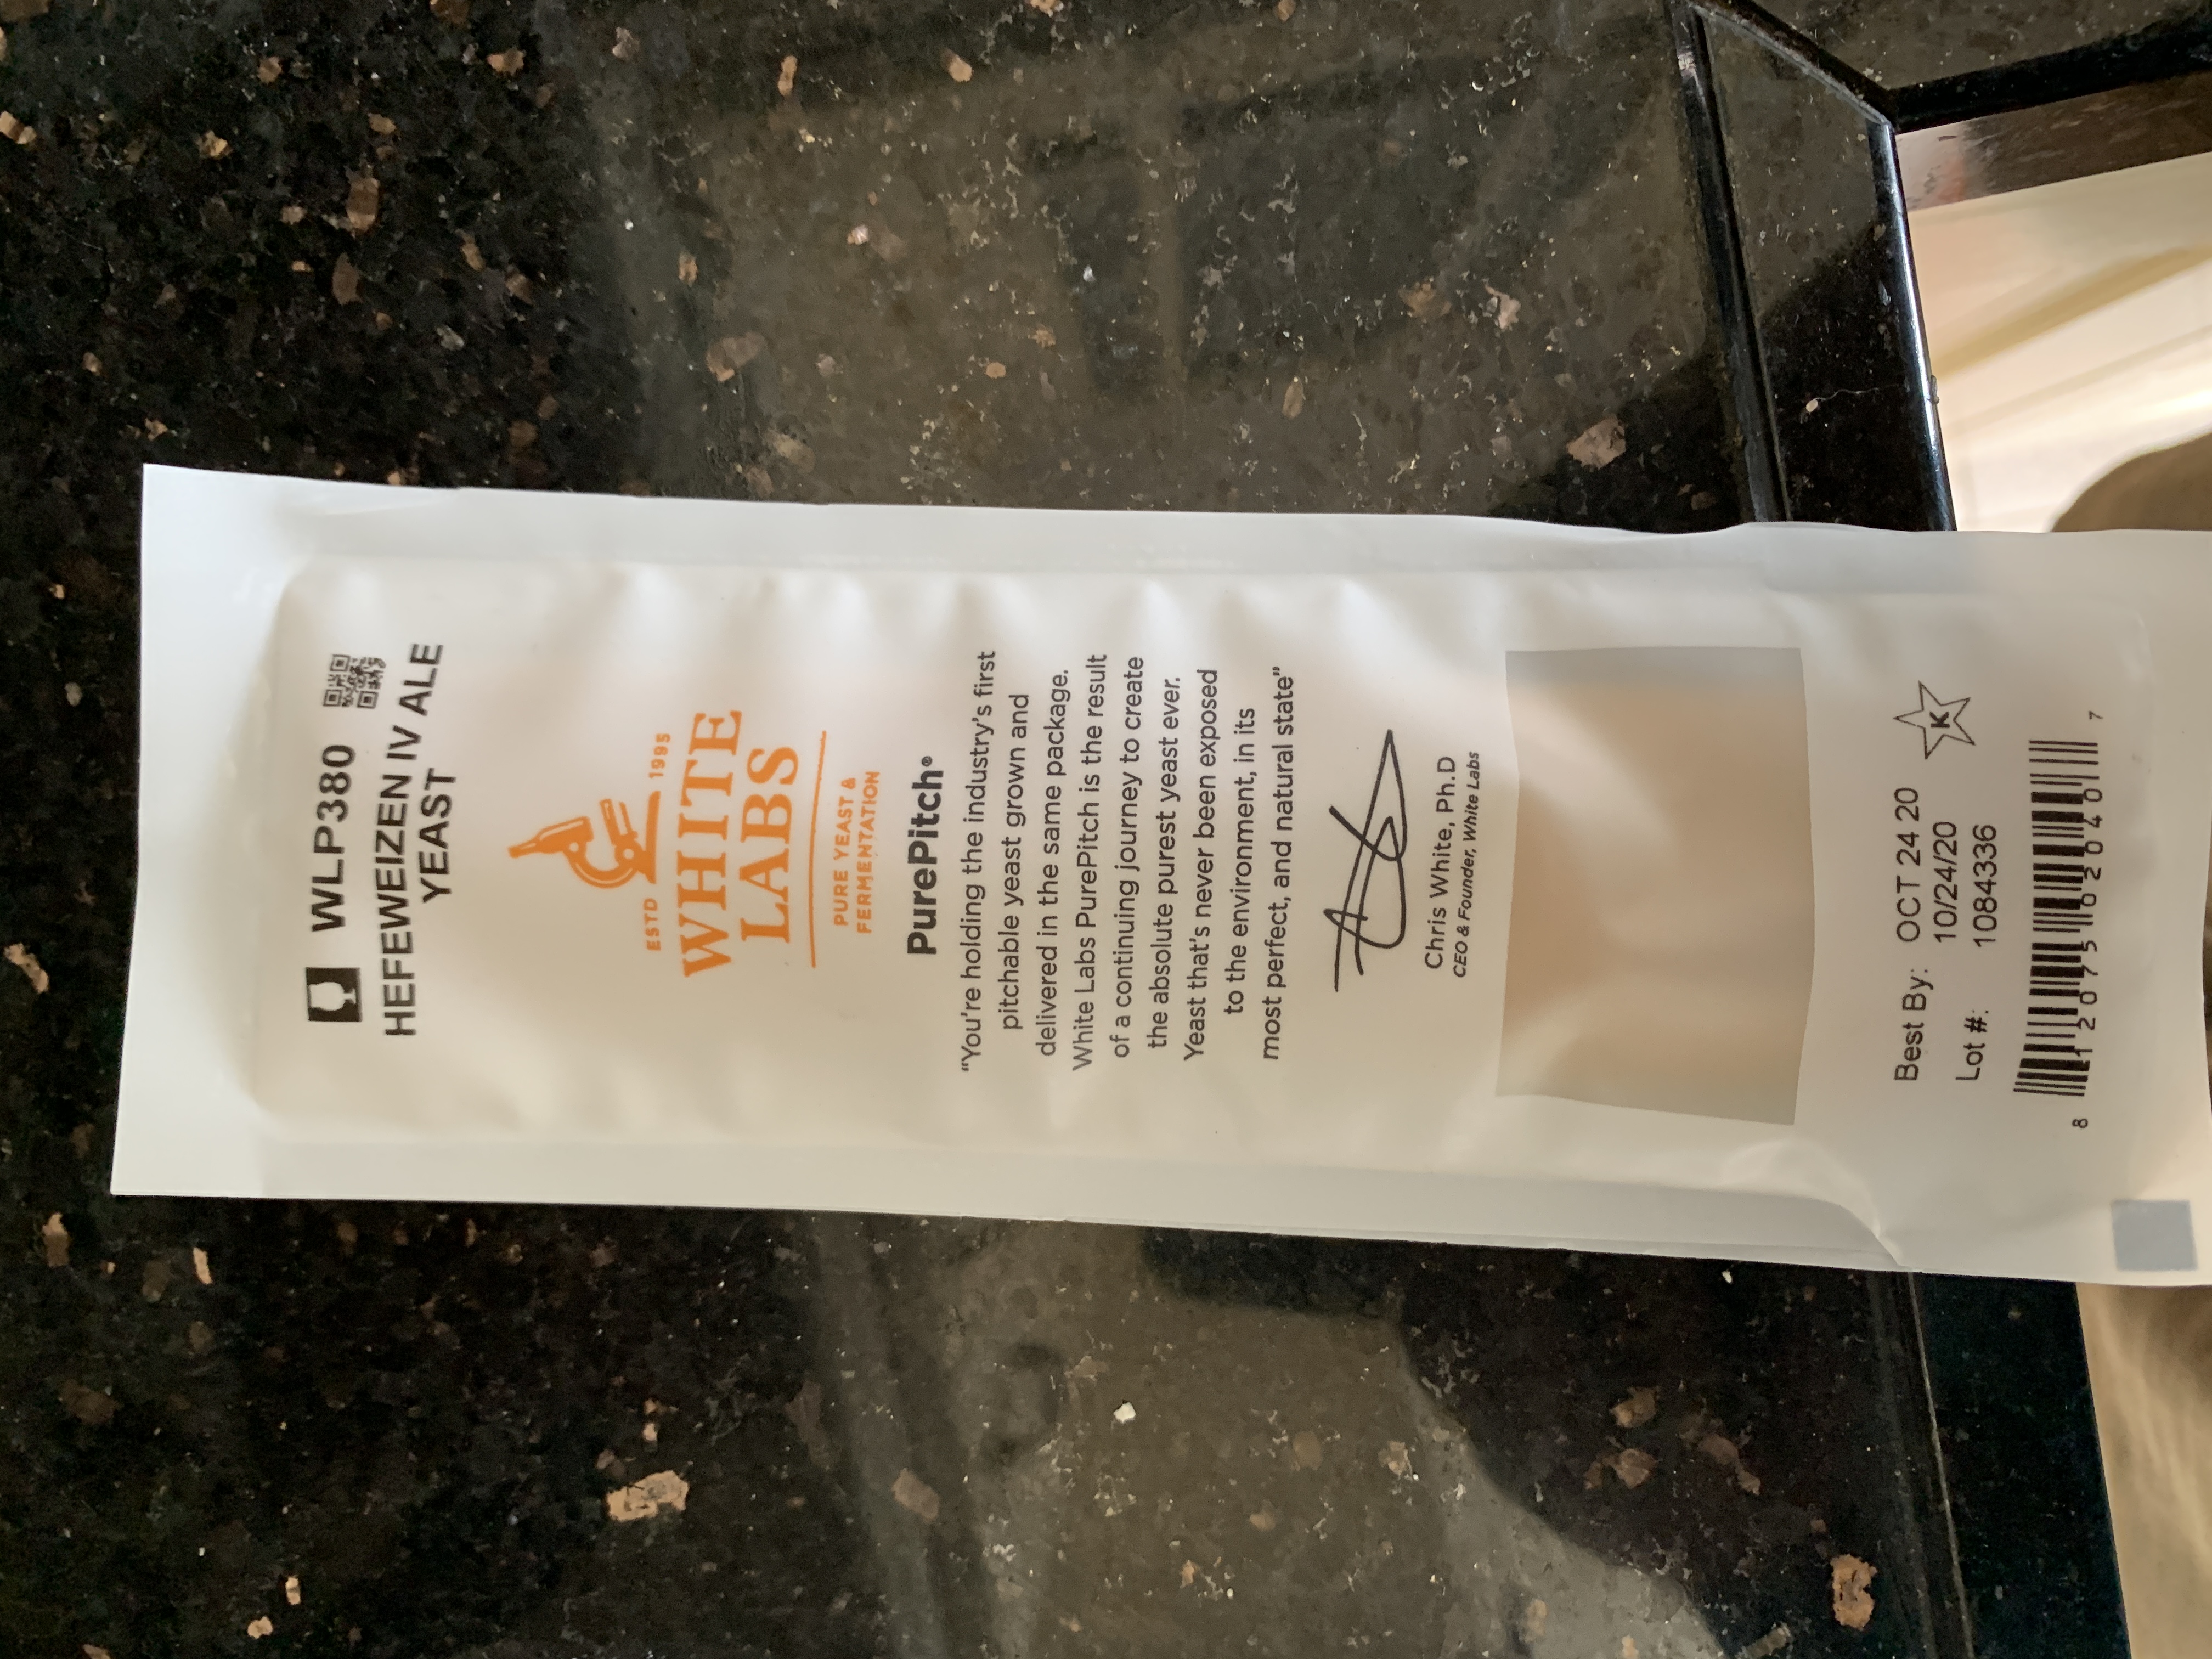 WLP380
HEFEWEIZEN IV ALE
YEAST
ESTD 1995
WHITE
LABS
PURE YEAST &
FERMENTATION
PurePitch®
“You're holding the industry's first
pitchable yeast grown and
delivered in the same package.
White Labs PurePitch is the result
of a continuing journey to create
the absolute purest yeast ever.
Yeast that's never been exposed
to the environment, in its
most perfect, and natural state”
Chris White, Ph.D
CEO & Founder, White Labs
Best By: OCT 24 20
10/24/20
Lot #: 1084336
K
8 12075 02040 7